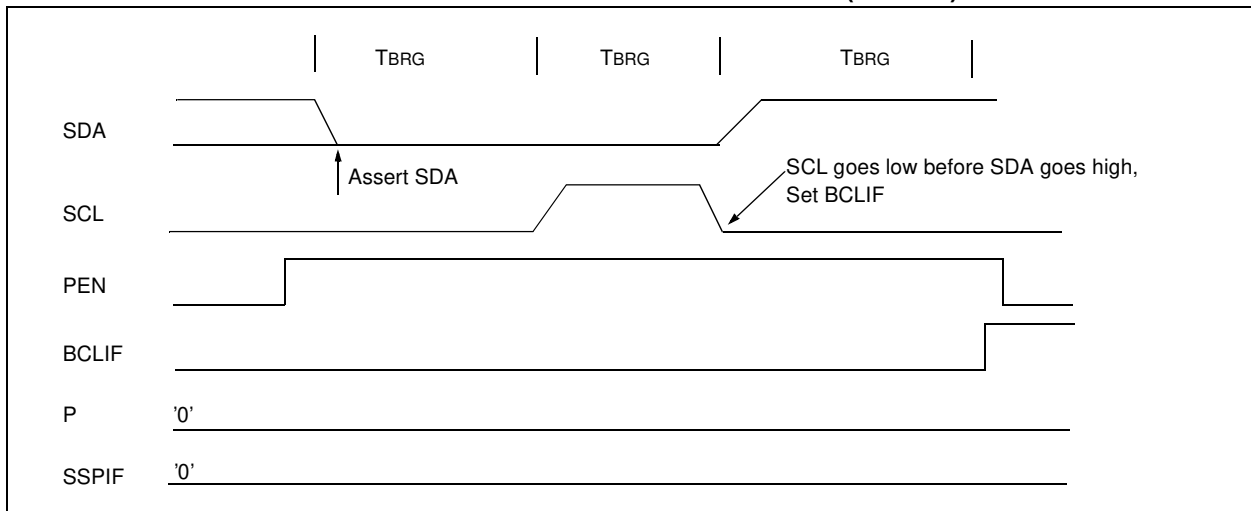 TBRG TBRG TBRG
SDA
Assert SDA
SCL goes low before SDA goes high,
Set BCLIF
SCL
PEN
BCLIF
P '0'
SSPIF '0'